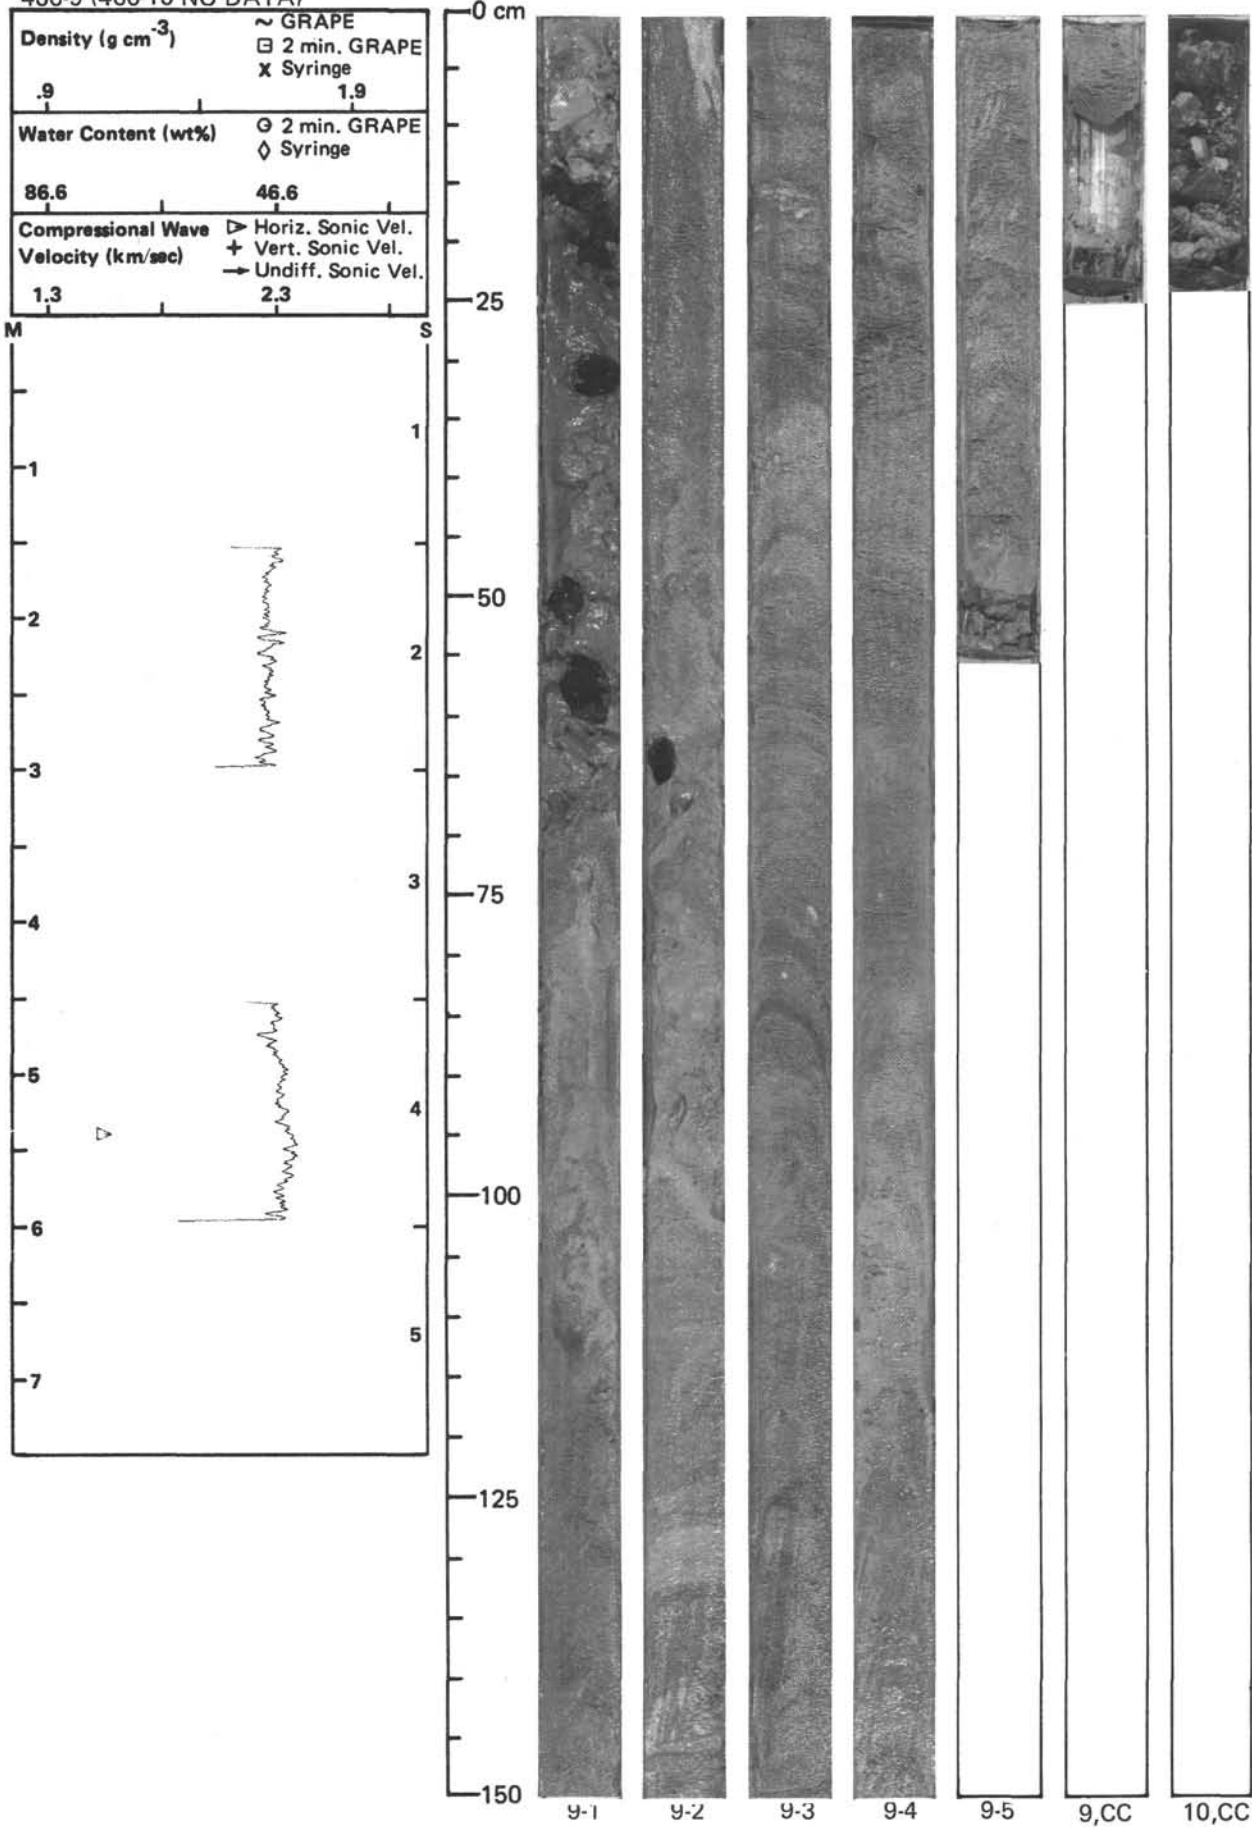 Density (g cm-3)
~ GRAPE
⊡ 2 min. GRAPE
x Syringe
.9 1.9
Water Content (wt%)
⊙ 2 min. GRAPE
◊ Syringe
86.6 46.6
Compressional Wave
Velocity (km/sec)
▷ Horiz. Sonic Vel.
+ Vert. Sonic Vel.
→ Undiff. Sonic Vel.
1.3 2.3
M S
1
2
3
4
5
6
7
1
2
3
4
5
0 cm
25
50
75
100
125
150
9-1 9-2 9-3 9-4 9-5 9,CC 10,CC